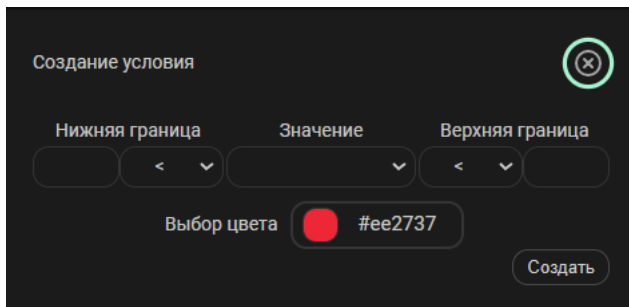 Создание условия
Нижняя граница Значение Верхняя граница
< <
Выбор цвета #ee2737
Создать